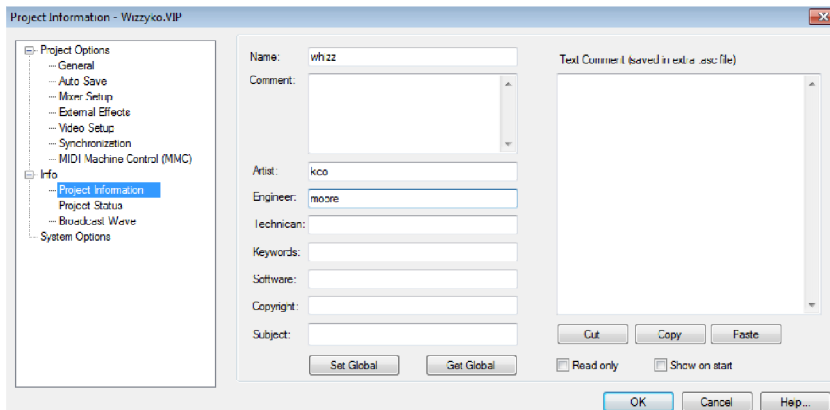 Project Information - Wizzyko.VIP
Project Options
General
Auto Save
Mixer Setup
External Effects
Video Setup
Synchronization
MIDI Machine Control (MMC)
Info
Project Information
Project Status
Broadcast Wave
System Options
Name: whizz
Comment:
Artist: kco
Engineer: moore
Technican:
Keywords:
Software:
Copyright:
Subject:
Set Global Get Global
Text Comment (saved in extra .asc file)
Cut Copy Paste
Read only Show on start
OK Cancel Help...